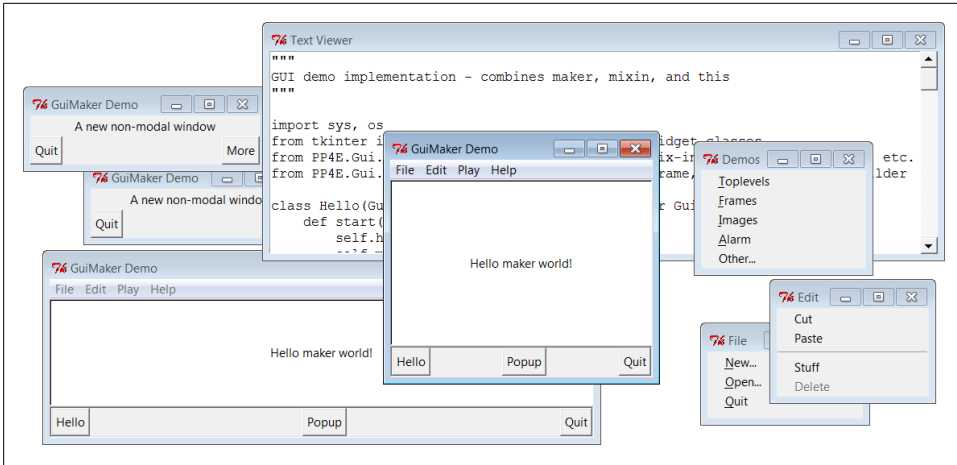 Text Viewer
"""
GUI demo implementation - combines maker, mixin, and this
"""
import sys, os
from tkinter i
idget classes
from PP4E.Gui.
ix-in
etc.
from PP4E.Gui.
rame,
ilder
class Hello(Gu
r Gui
def start(
self.h
GuiMaker Demo
A new non-modal window
Quit
More
GuiMaker Demo
A new non-modal windo
Quit
GuiMaker Demo
File Edit Play Help
Hello maker world!
Hello
Popup
Quit
GuiMaker Demo
File Edit Play Help
Hello maker world!
Hello
Popup
Quit
Demos
Toplevels
Frames
Images
Alarm
Other...
File
New...
Open...
Quit
Edit
Cut
Paste
Stuff
Delete